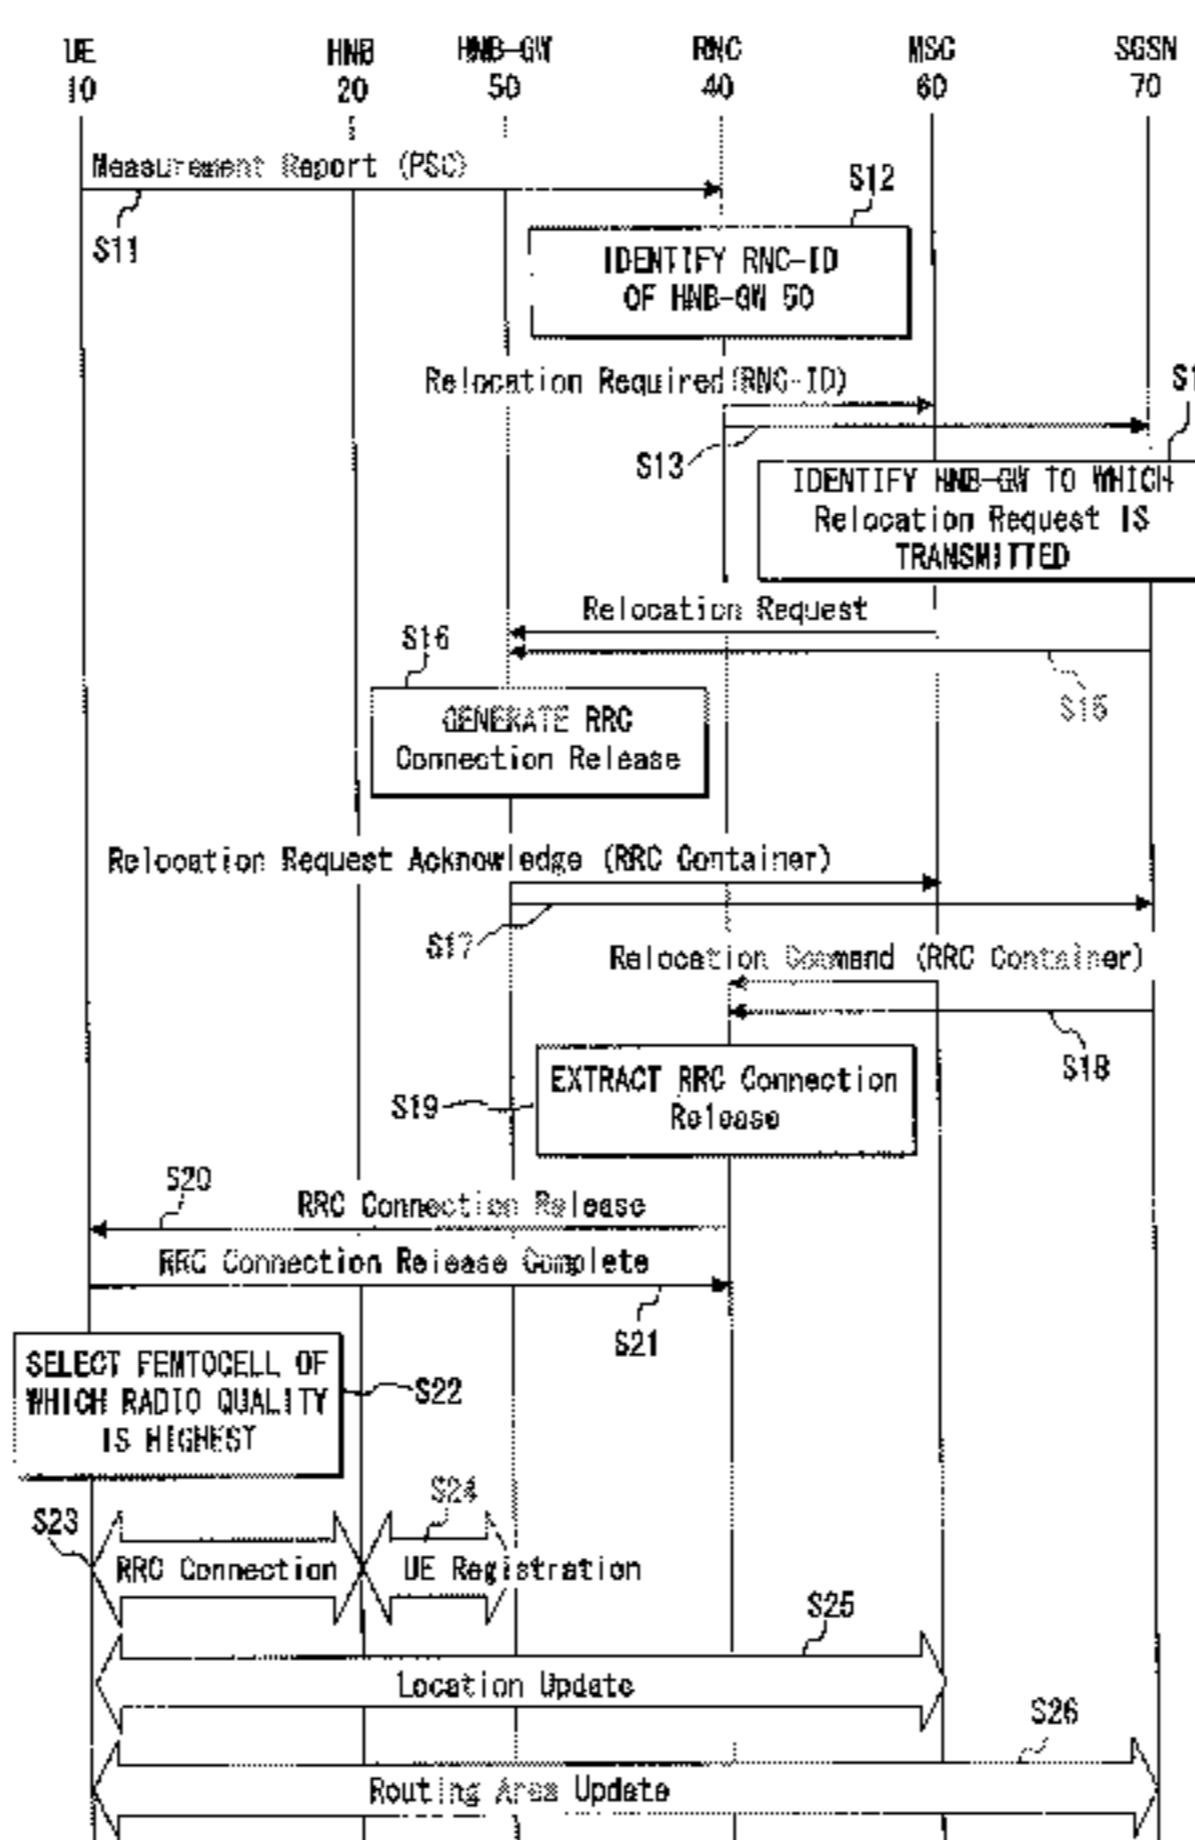 UE HNB HNB-GW RNC MSC SGSN
10 20 50 40 60 70
Measurement Report (PSC)
S11
S12
IDENTIFY RNC-ID
OF HNB-GW 50
Relocation Required(RNC-ID)
S1
S13
IDENTIFY HNB-GW TO WHICH
Relocation Request IS
TRANSMITTED
Relocation Request
S16
S15
GENERATE RRC
Connection Release
Relocation Request Acknowledge (RRC Container)
S17
Relocation Command (RRC Container)
S18
EXTRACT RRC Connection
Release
S19
S20
RRC Connection Release
RRC Connection Release Complete
S21
SELECT FEMTOCELL OF
WHICH RADIO QUALITY
IS HIGHEST
S22
S23
S24
RRC Connection UE Registration
S25
Location Update
S26
Routing Area Update